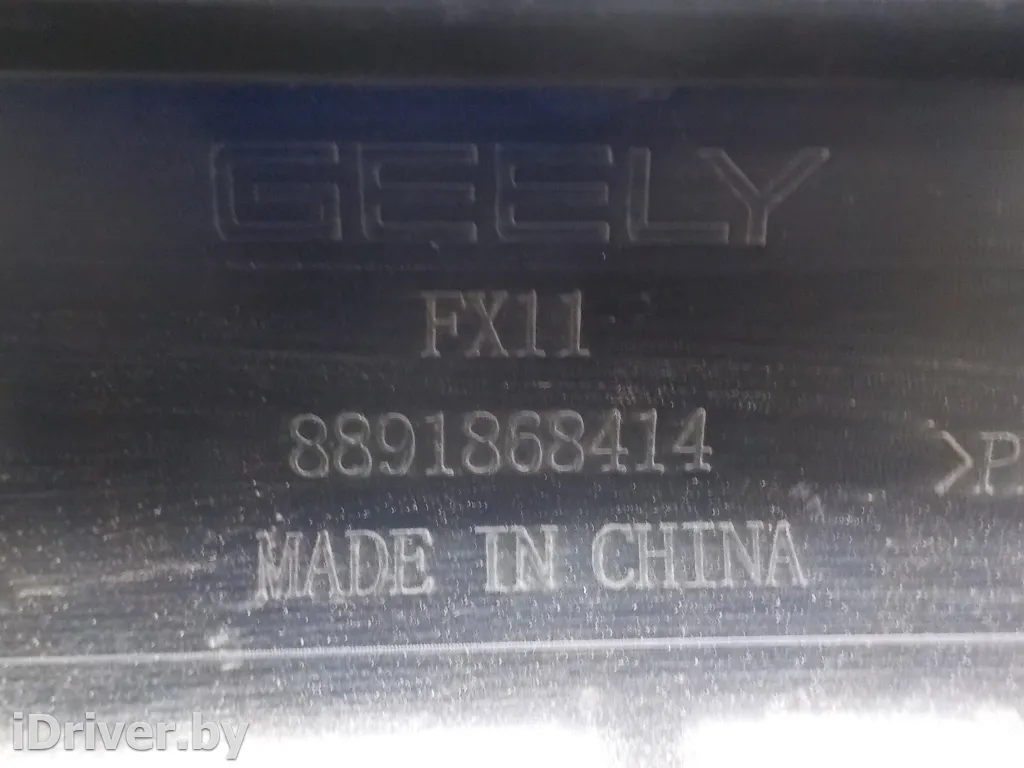 GEELY
FX11
8891868414
>P
MADE IN CHINA
iDriver.by